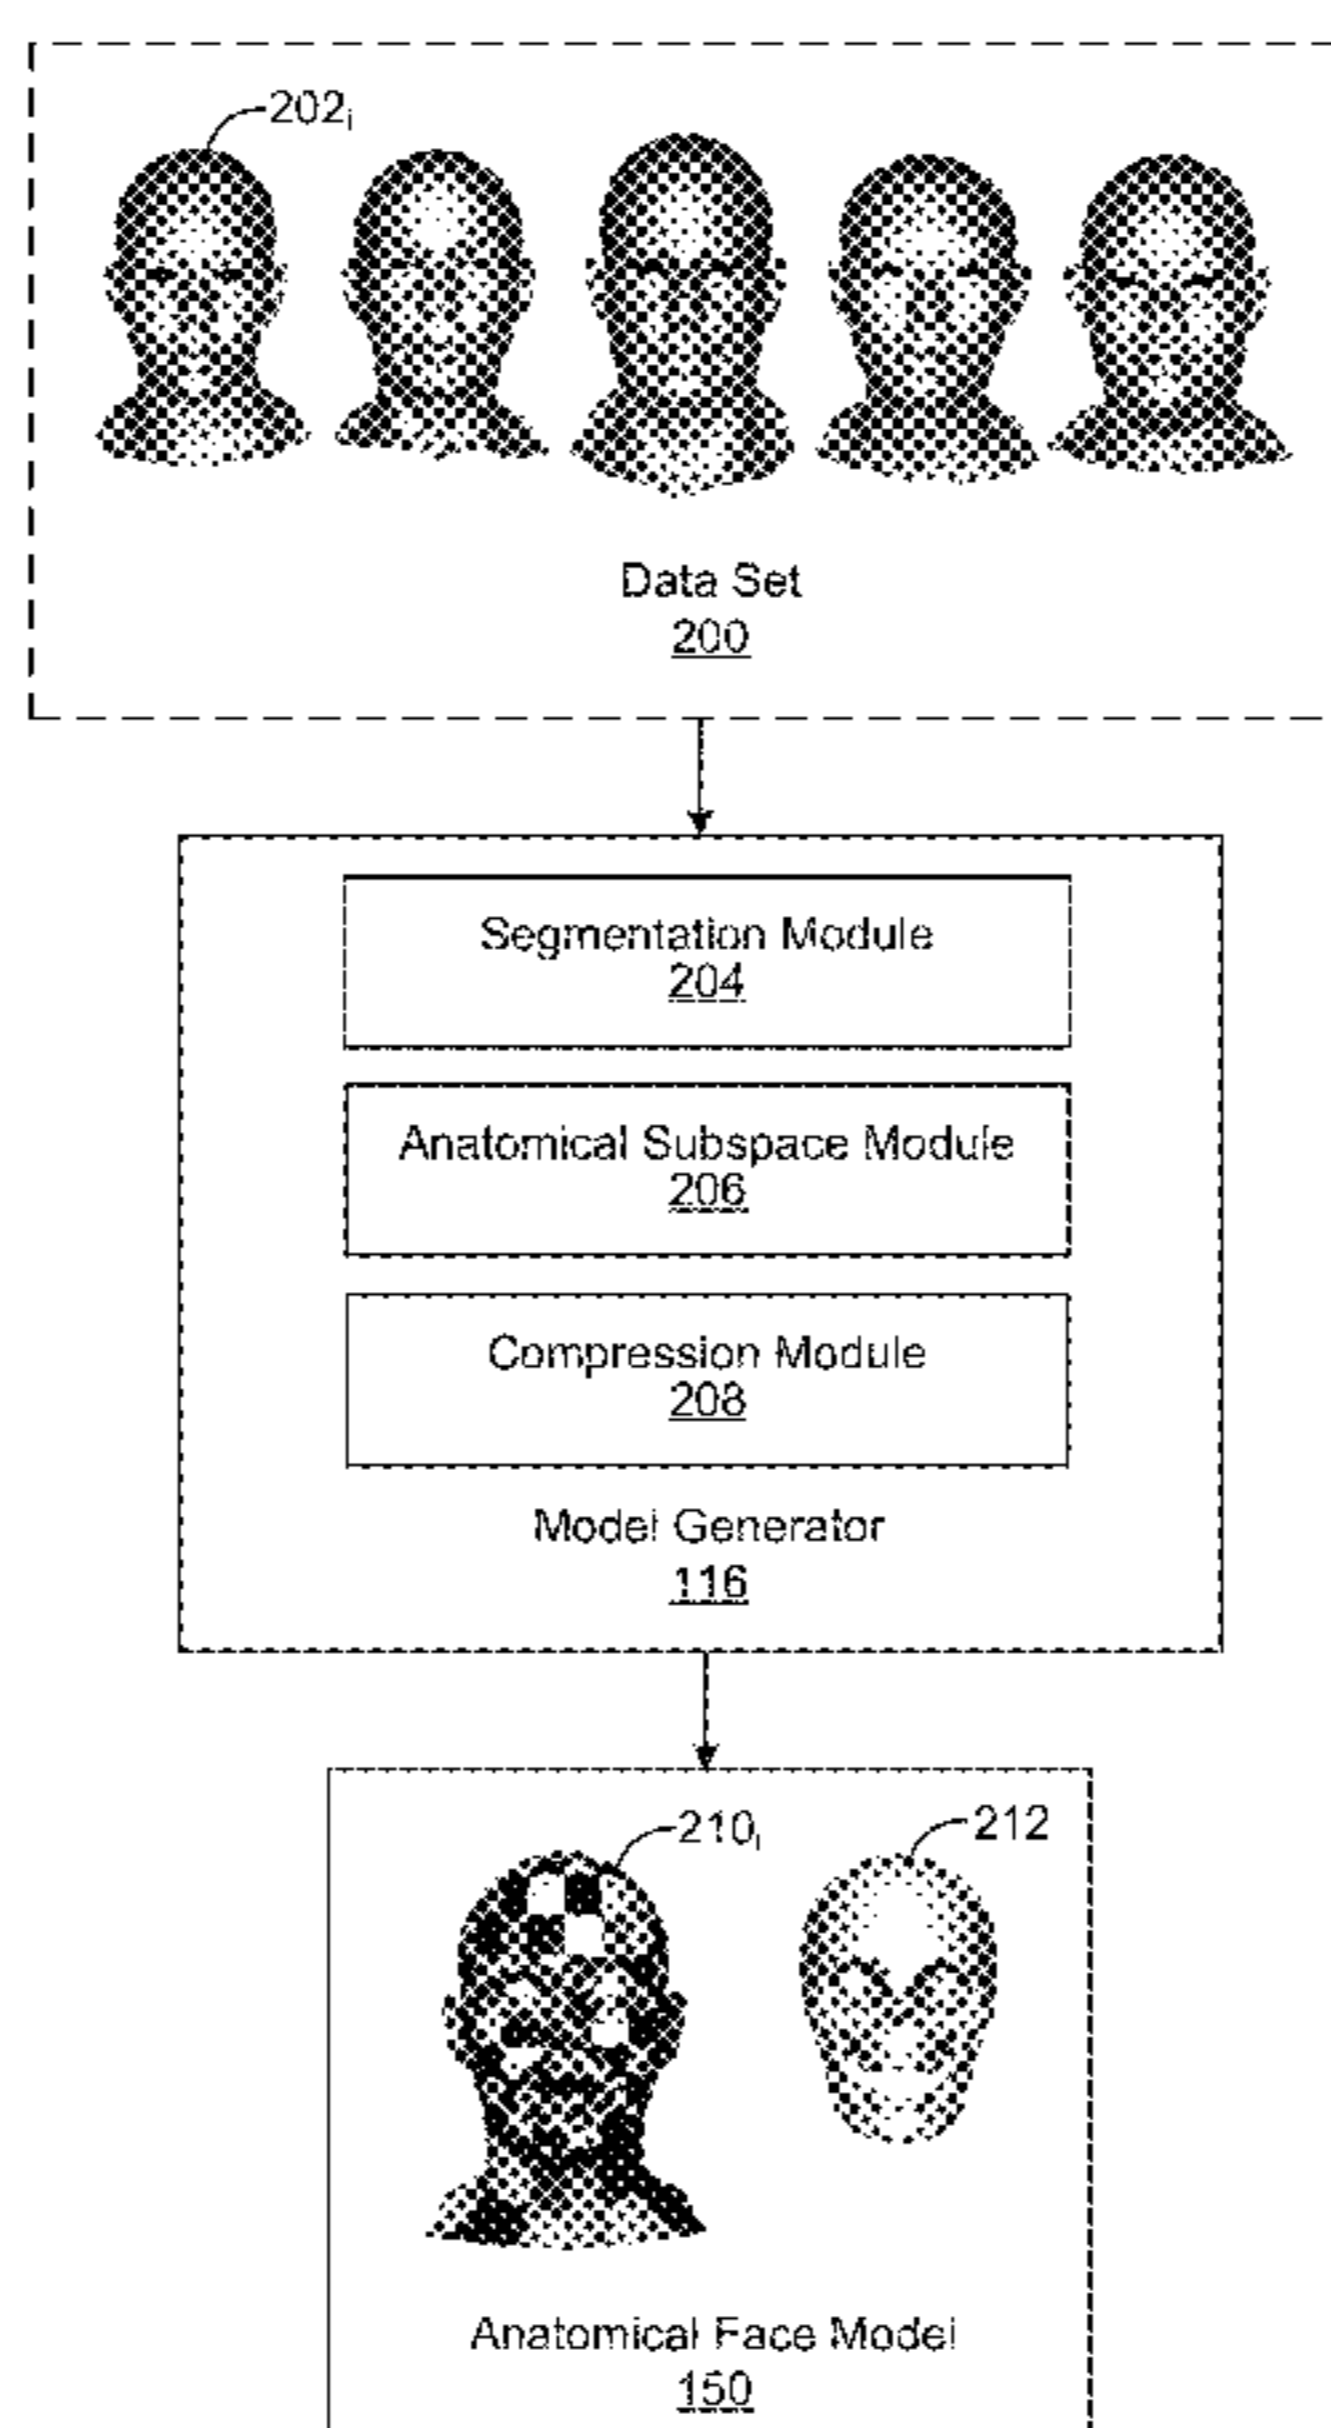 202i
Data Set
200
Segmentation Module
204
Anatomical Subspace Module
206
Compression Module
208
Model Generator
116
210i
212
Anatomical Face Model
150